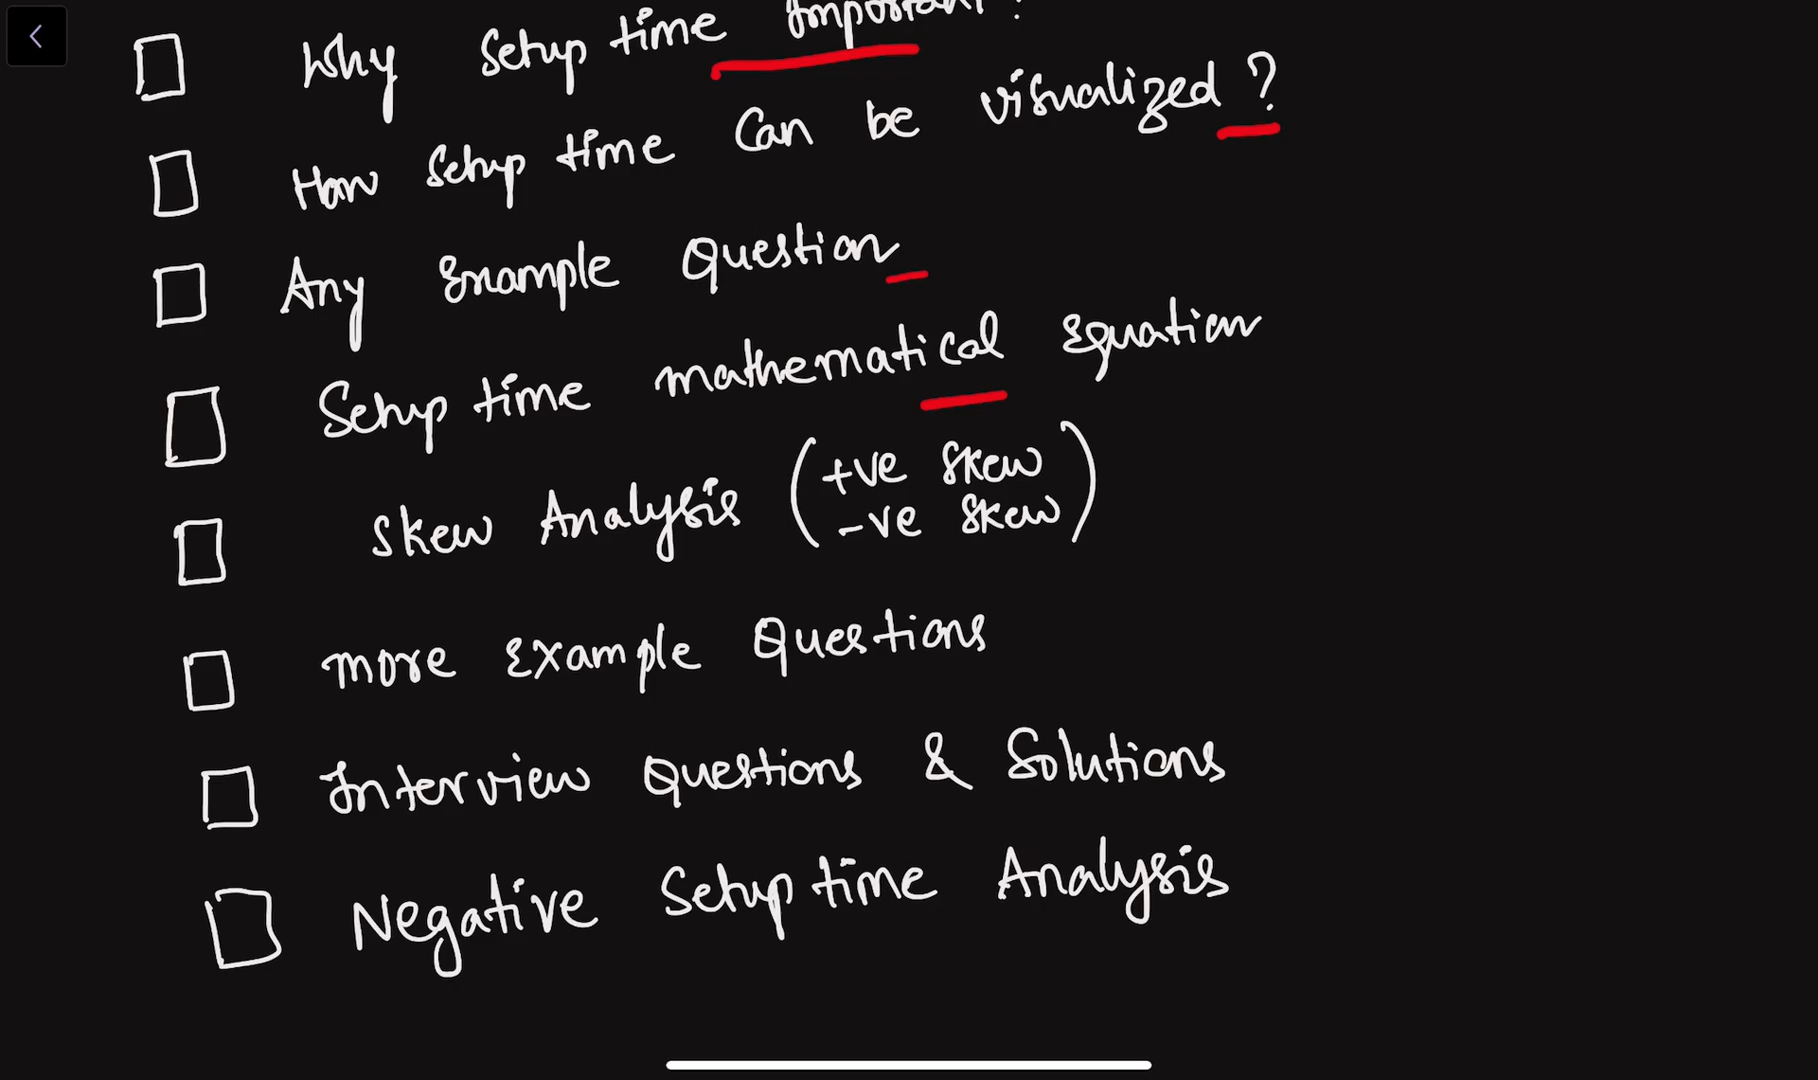 Why Setup time Important?
How Setup time Can be visualized?
Any Example Question
Setup time mathematical Equation
Skew Analysis (+ve Skew
-ve Skew)
more Example Questions
Interview Questions & Solutions
Negative Setup time Analysis